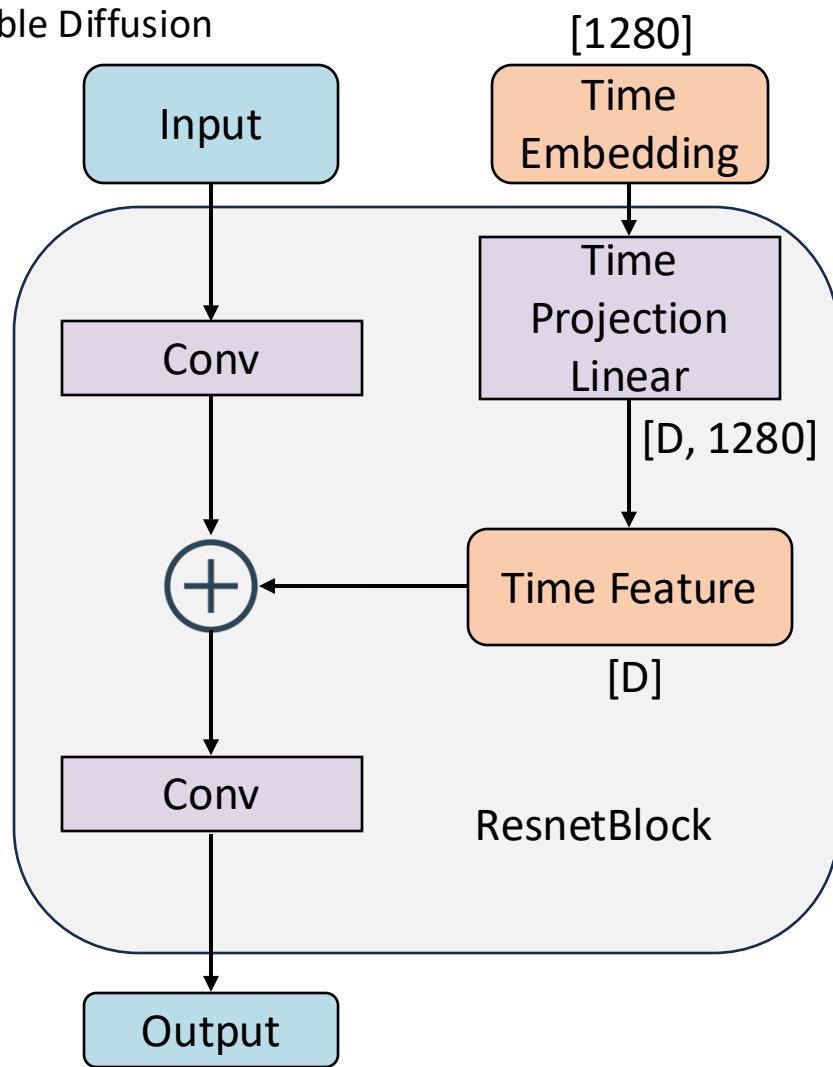 ble Diffusion
[1280]
Input
Time
Embedding
Time
Projection
Linear
Conv
[D, 1280]
Time Feature
[D]
Conv
ResnetBlock
Output